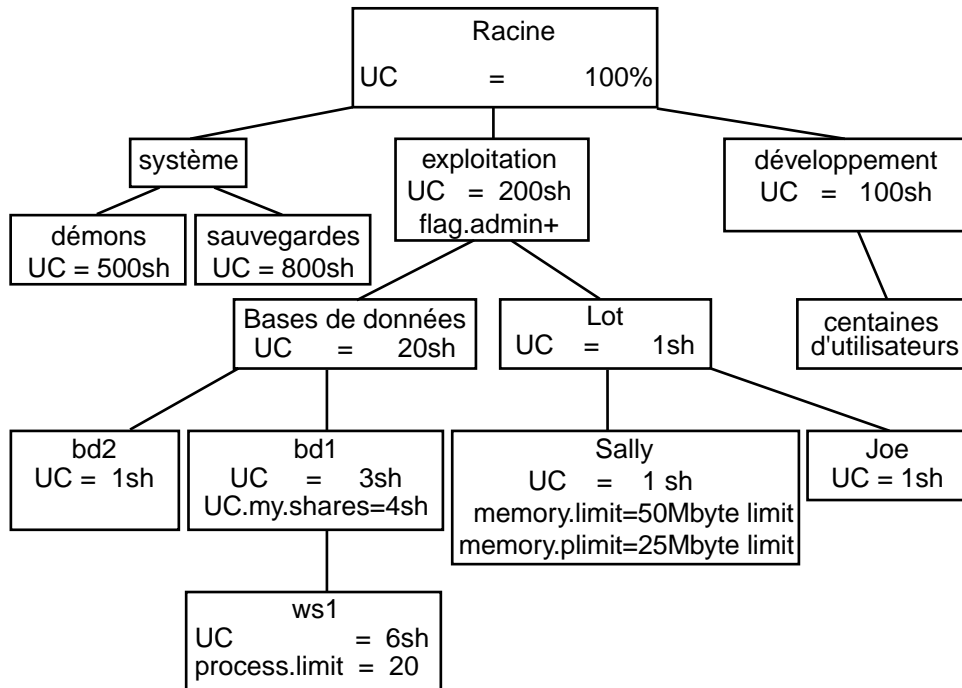 Racine
UC = 100%
système
exploitation
UC = 200sh
flag.admin+
développement
UC = 100sh
démons
UC = 500sh
sauvegardes
UC = 800sh
Bases de données
UC = 20sh
Lot
UC = 1sh
centaines
d'utilisateurs
bd2
UC = 1sh
bd1
UC = 3sh
UC.my.shares=4sh
Sally
UC = 1 sh
memory.limit=50Mbyte limit
memory.plimit=25Mbyte limit
Joe
UC = 1sh
ws1
UC = 6sh
process.limit = 20